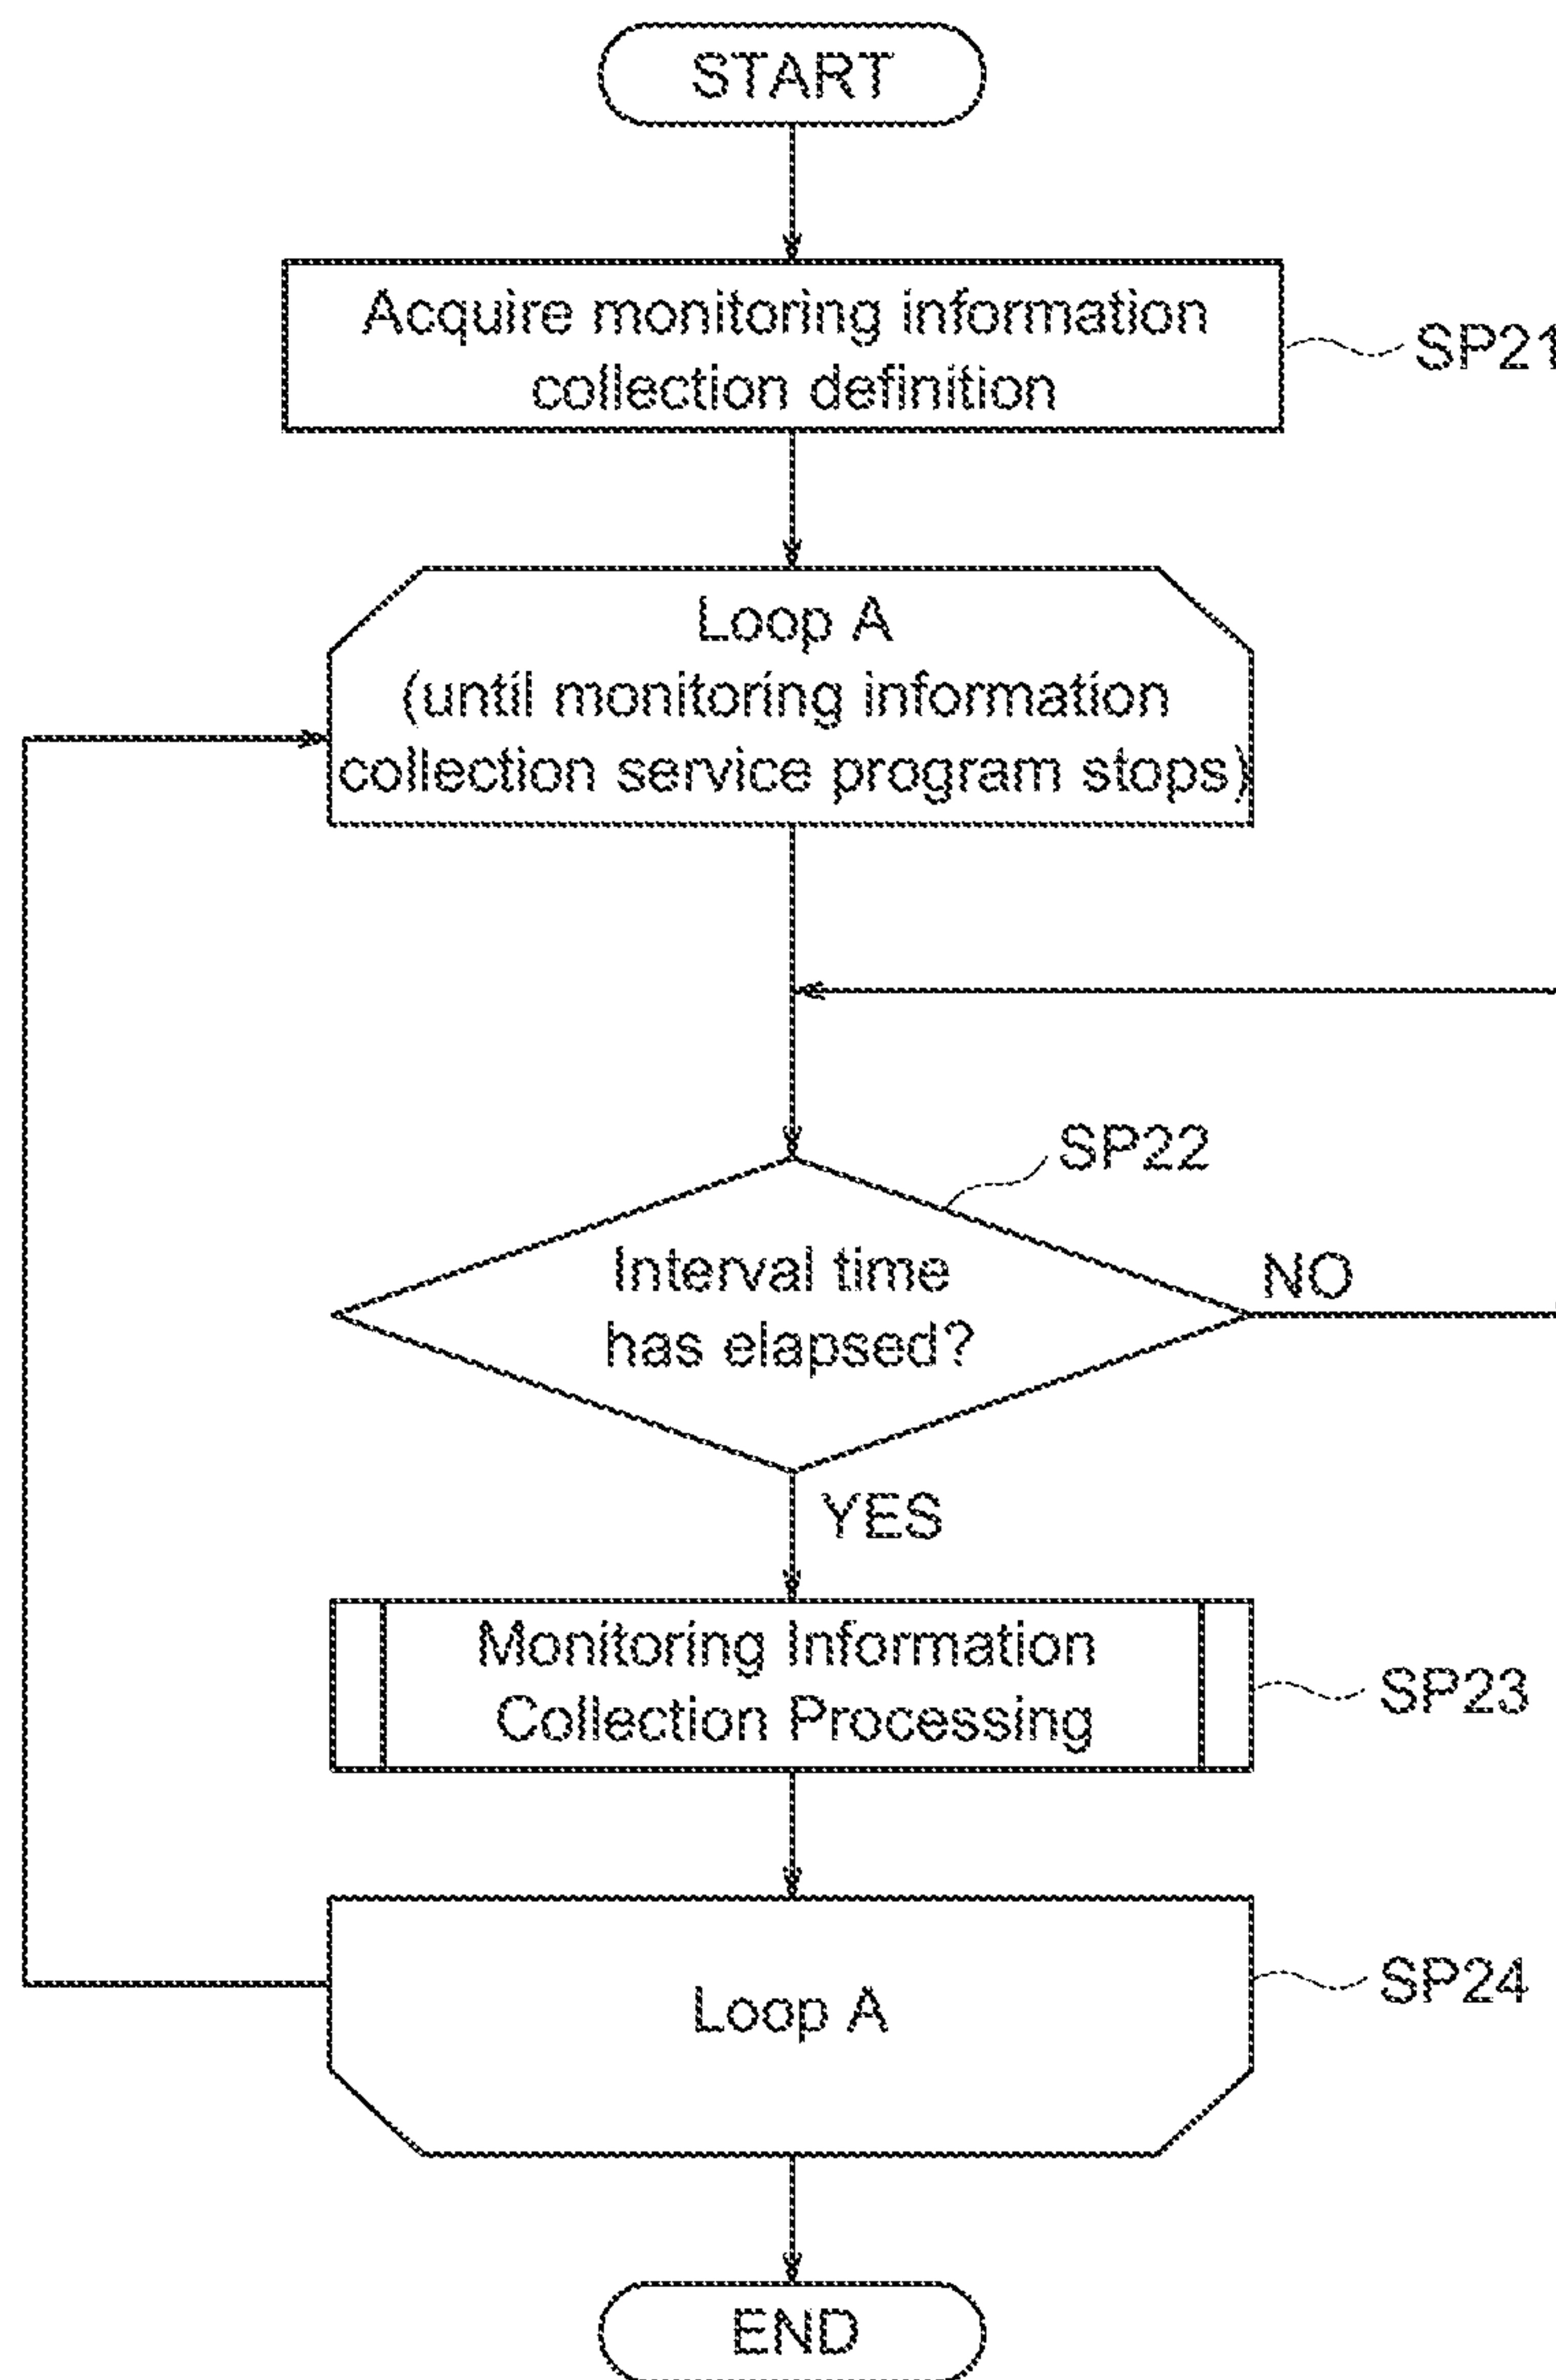 START
Acquire monitoring information
collection definition
SP21
Loop A
(until monitoring information
collection service program stops)
SP22
Interval time
has elapsed?
NO
YES
Monitoring Information
Collection Processing
SP23
Loop A
SP24
END